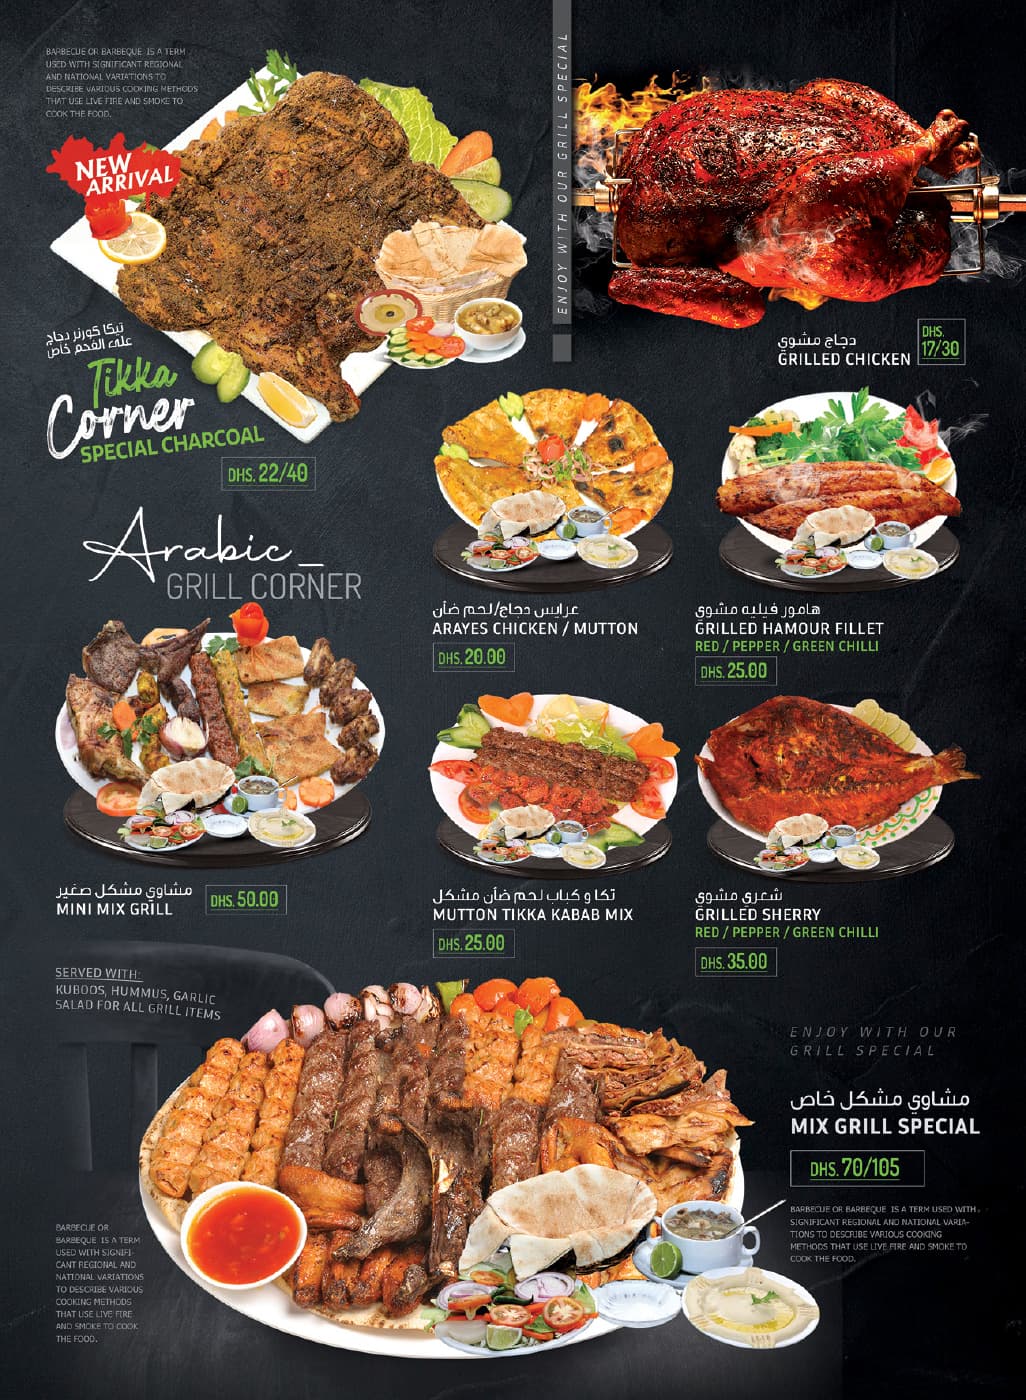 BARBECUE OR BARBEQUE IS A TERM
USED WITH SIGNIFICANT REGIONAL
AND NATIONAL VARIATIONS TO
DESCRIBE VARIOUS COOKING METHODS
THAT USE LIVE FIRE AND SMOKE TO
COOK THE FOOD.
NEW
ARRIVAL
تيكا كورنر دجاج
على الفحم خاص
Tikka
Corner
SPECIAL CHARCOAL
DHS. 22/40
ENJOY WITH OUR GRILL SPECIAL
دجاج مشوي
GRILLED CHICKEN
DHS.
17/30
Arabic_
GRILL CORNER
عرايس دجاج/لحم ضأن
ARAYES CHICKEN / MUTTON
DHS. 20.00
هامور فيليه مشوي
GRILLED HAMOUR FILLET
RED / PEPPER / GREEN CHILLI
DHS. 25.00
مشاوي مشكل صغير
MINI MIX GRILL
DHS. 50.00
تكا و كباب لحم ضأن مشكل
MUTTON TIKKA KABAB MIX
DHS. 25.00
شعري مشوي
GRILLED SHERRY
RED / PEPPER / GREEN CHILLI
DHS. 35.00
SERVED WITH:
KUBOOS, HUMMUS, GARLIC
SALAD FOR ALL GRILL ITEMS
ENJOY WITH OUR
GRILL SPECIAL
مشاوي مشكل خاص
MIX GRILL SPECIAL
DHS. 70/105
BARBECUE OR BARBEQUE IS A TERM USED WITH
SIGNIFICANT REGIONAL AND NATIONAL VARIA-
TIONS TO DESCRIBE VARIOUS COOKING
METHODS THAT USE LIVE FIRE AND SMOKE TO
COOK THE FOOD.
BARBECUE OR
BARBEQUE IS A TERM
USED WITH SIGNIFI-
CANT REGIONAL AND
NATIONAL VARIATIONS
TO DESCRIBE VARIOUS
COOKING METHODS
THAT USE LIVE FIRE
AND SMOKE TO COOK
THE FOOD.